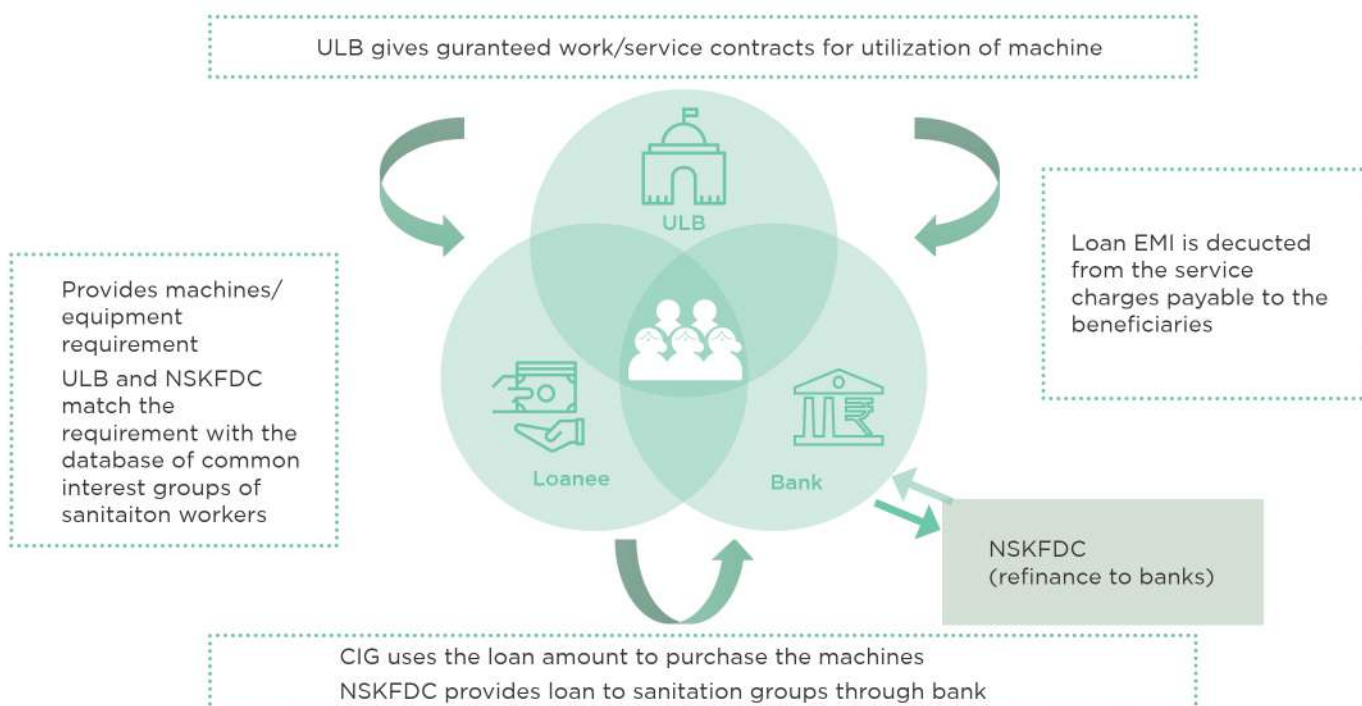 ULB gives guranteed work/service contracts for utilization of machine
ULB
Loan EMI is decucted
from the service
charges payable to the
beneficiaries
Provides machines/
equipment
requirement
ULB and NSKFDC
match the
requirement with the
database of common
interest groups of
sanitaiton workers
Loanee
Bank
NSKFDC
(refinance to banks)
CIG uses the loan amount to purchase the machines
NSKFDC provides loan to sanitation groups through bank